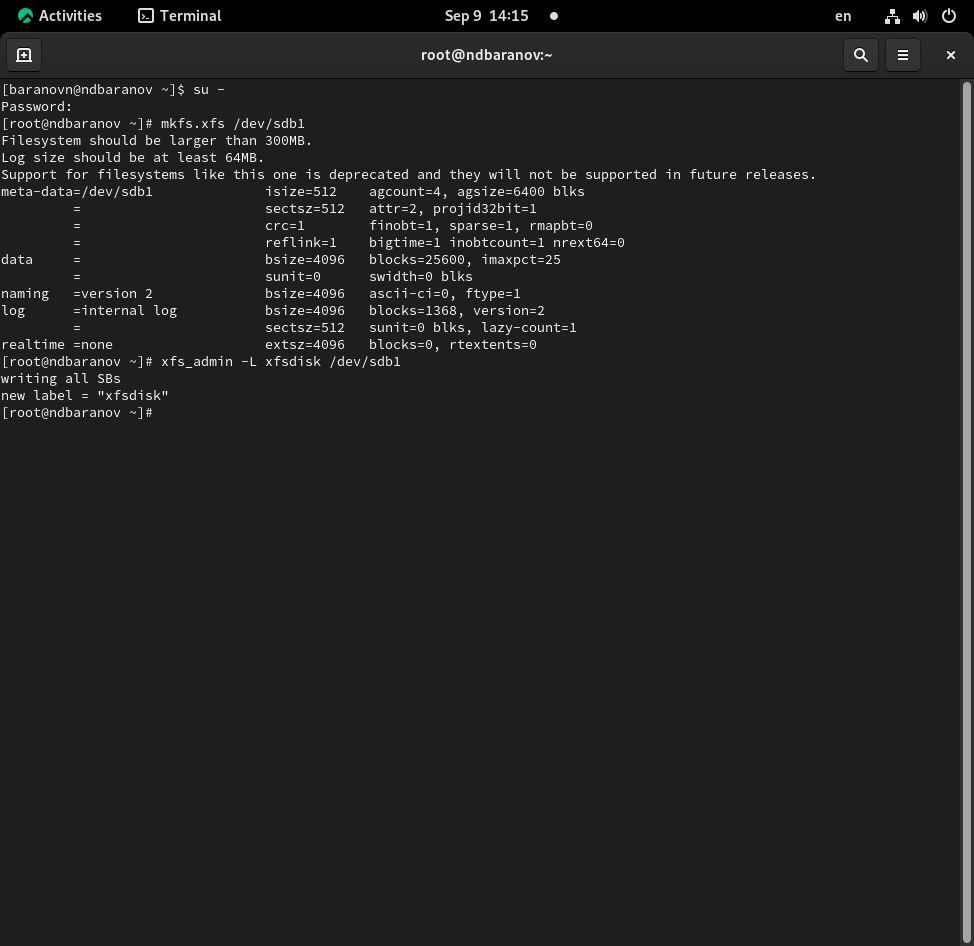 Activities Terminal Sep 9 14:15 en
root@ndbaranov:~
[baranovn@ndbaranov ~]$ su -
Password:
[root@ndbaranov ~]# mkfs.xfs /dev/sdb1
Filesystem should be larger than 300MB.
Log size should be at least 64MB.
Support for filesystems like this one is deprecated and they will not be supported in future releases.
meta-data=/dev/sdb1              isize=512    agcount=4, agsize=6400 blks
         =                       sectsz=512   attr=2, projid32bit=1
         =                       crc=1        finobt=1, sparse=1, rmapbt=0
         =                       reflink=1    bigtime=1 inobtcount=1 nrext64=0
data     =                       bsize=4096   blocks=25600, imaxpct=25
         =                       sunit=0      swidth=0 blks
naming   =version 2              bsize=4096   ascii-ci=0, ftype=1
log      =internal log           bsize=4096   blocks=1368, version=2
         =                       sectsz=512   sunit=0 blks, lazy-count=1
realtime =none                   extsz=4096   blocks=0, rtextents=0
[root@ndbaranov ~]# xfs_admin -L xfsdisk /dev/sdb1
writing all SBs
new label = "xfsdisk"
[root@ndbaranov ~]#